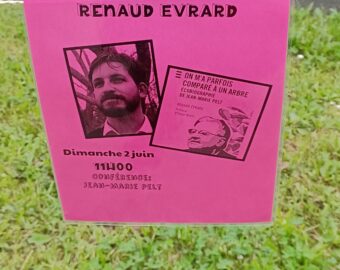 RENAUD EVRARD
ON M'A PARFOIS
COMPARÉ À UN ARBRE
ÉCOBIOGRAPHIE
DE JEAN-MARIE PELT
Dimanche 2 juin
11H00
CONFÉRENCE:
JEAN-MARIE PELT